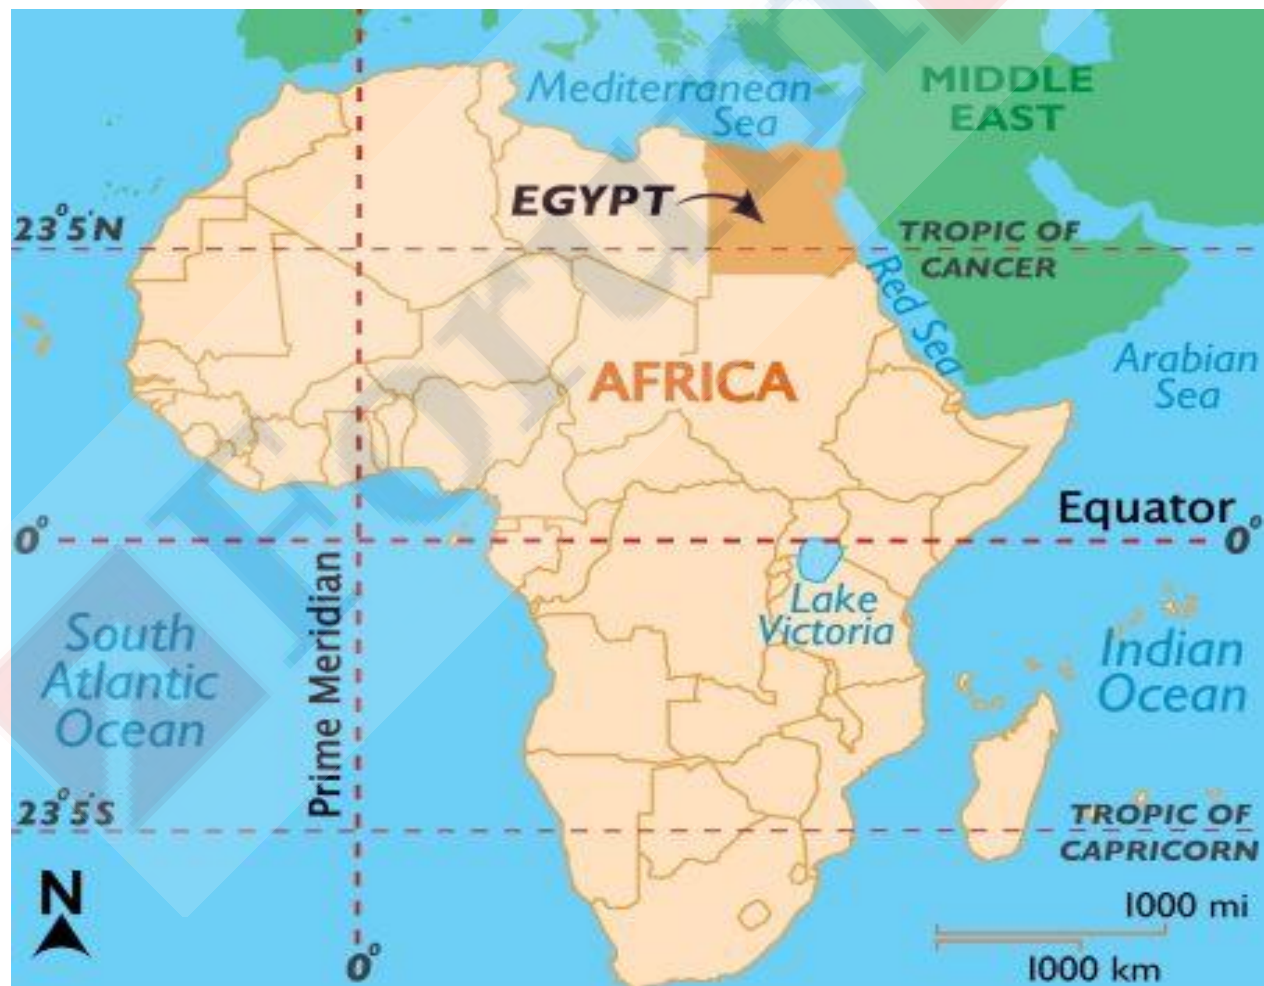 Mediterranean
Sea
MIDDLE
EAST
EGYPT
23°5'N
TROPIC OF
CANCER
Red Sea
AFRICA
Arabian
Sea
Equator
0°
0°
Lake
Victoria
South
Atlantic
Ocean
Prime Meridian
Indian
Ocean
23°5'S
TROPIC OF
CAPRICORN
N
0°
1000 mi
1000 km
Forum